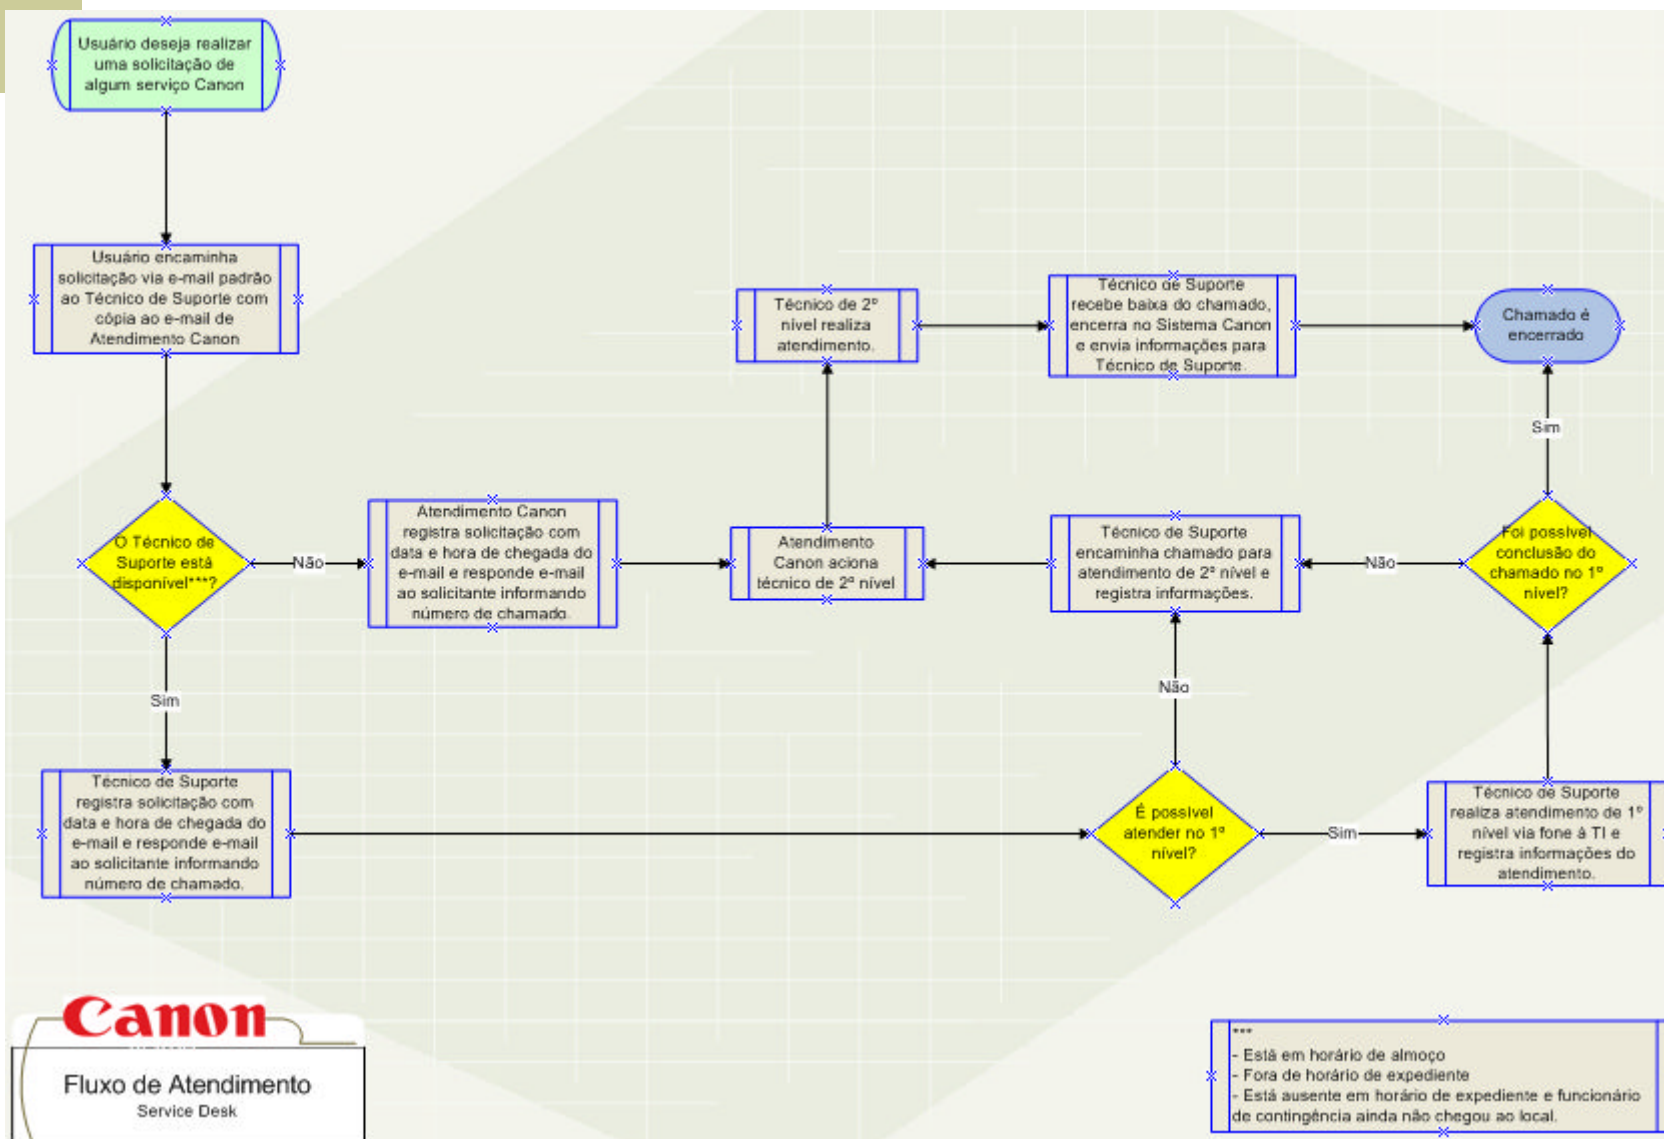 Usuário deseja realizar
uma solicitação de
algum serviço Canon
Usuário encaminha
solicitação via e-mail padrão
ao Técnico de Suporte com
cópia ao e-mail de
Atendimento Canon
O Técnico de
Suporte está
disponível***?
Não
Sim
Atendimento Canon
registra solicitação com
data e hora de chegada do
e-mail e responde e-mail
ao solicitante informando
número de chamado.
Técnico de Suporte
registra solicitação com
data e hora de chegada do
e-mail e responde e-mail
ao solicitante informando
número de chamado.
Atendimento
Canon aciona
técnico de 2º nível
Técnico de 2º
nível realiza
atendimento.
Técnico de Suporte
recebe baixa do chamado,
encerra no Sistema Canon
e envia informações para
Técnico de Suporte.
Chamado é
encerrado
Sim
Foi possível
conclusão do
chamado no 1º
nível?
Não
Técnico de Suporte
encaminha chamado para
atendimento de 2º nível e
registra informações.
Não
É possível
atender no 1º
nível?
Sim
Técnico de Suporte
realiza atendimento de 1º
nível via fone à TI e
registra informações do
atendimento.
Canon
Fluxo de Atendimento
Service Desk
***
- Está em horário de almoço
- Fora de horário de expediente
- Está ausente em horário de expediente e funcionário
de contingência ainda não chegou ao local.